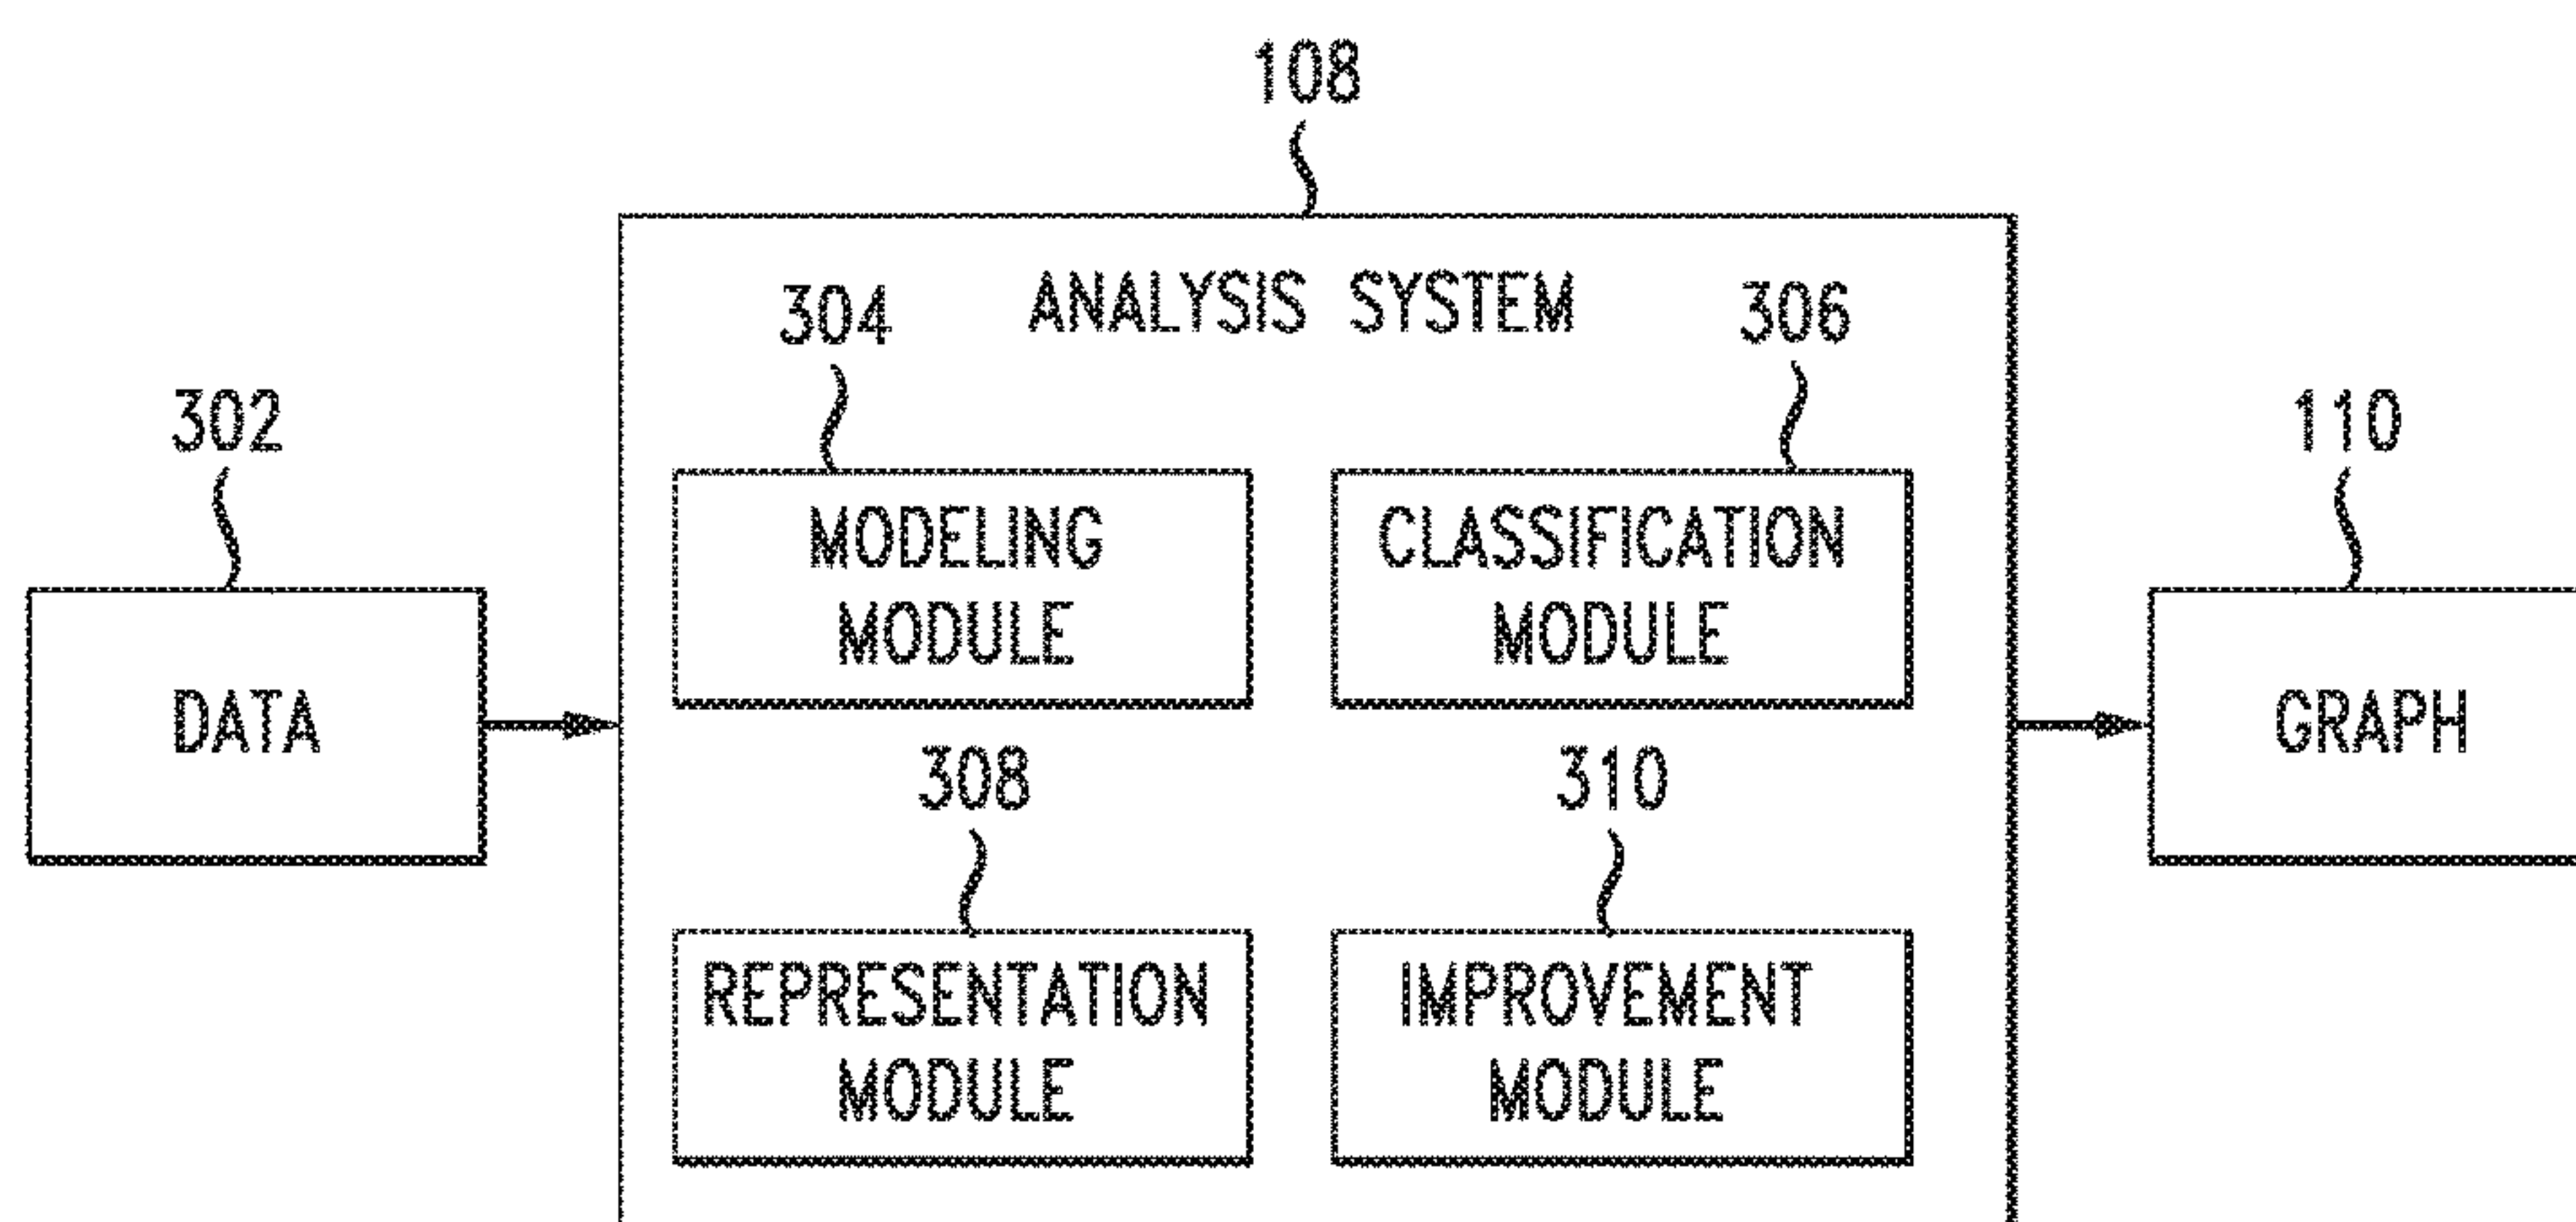 108
ANALYSIS SYSTEM
304
306
302
110
MODELING
MODULE
CLASSIFICATION
MODULE
DATA
GRAPH
308
310
REPRESENTATION
MODULE
IMPROVEMENT
MODULE